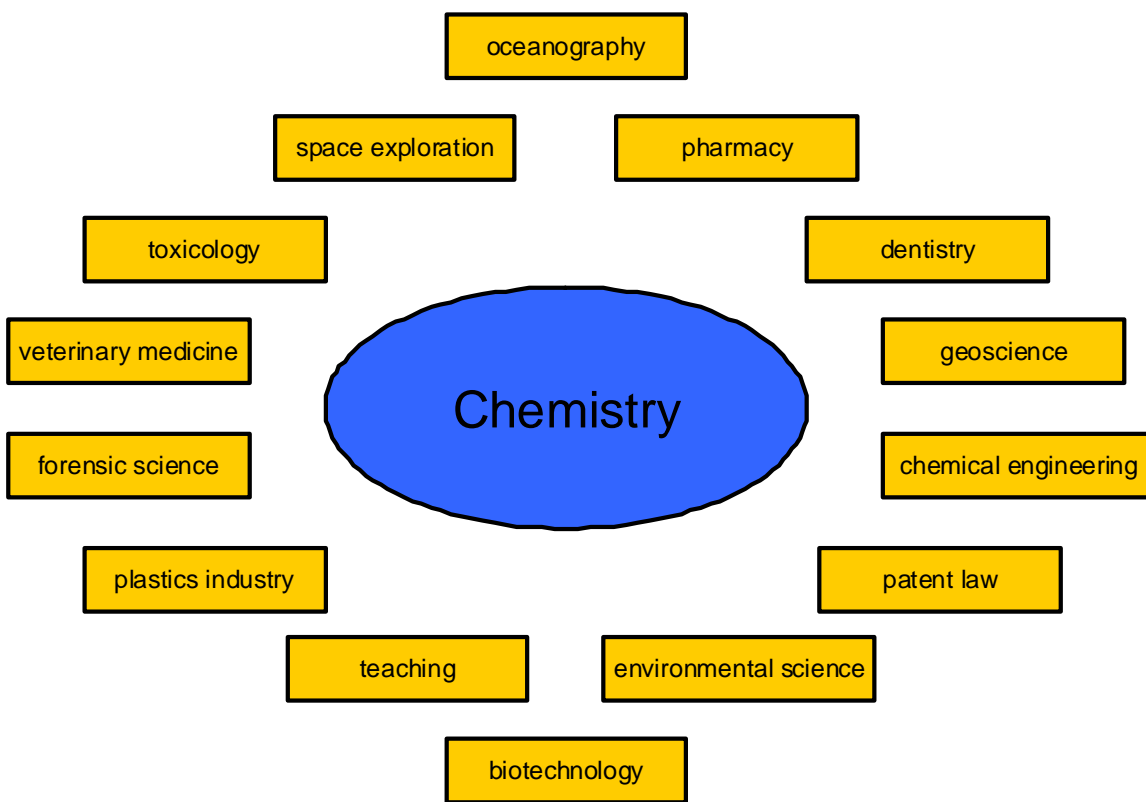 oceanography
space exploration
pharmacy
toxicology
dentistry
veterinary medicine
geoscience
Chemistry
forensic science
chemical engineering
plastics industry
patent law
teaching
environmental science
biotechnology